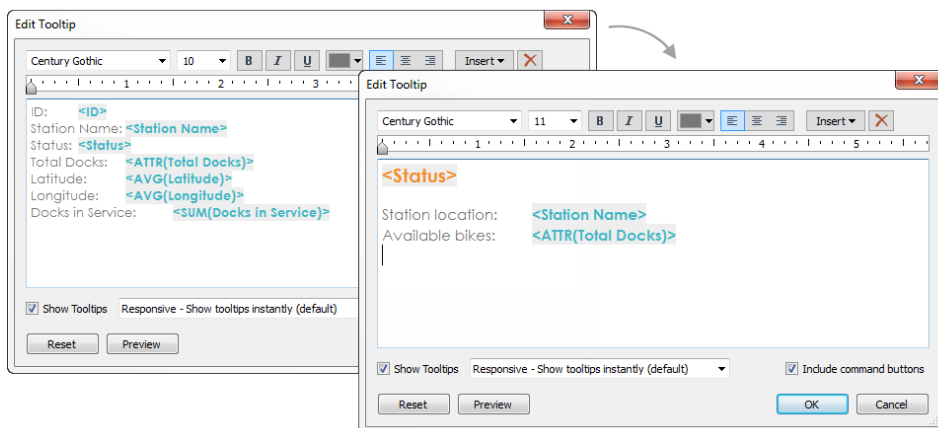 Edit Tooltip
Century Gothic 10 B I U Insert
1 2 3
ID: <ID>
Station Name: <Station Name>
Status: <Status>
Total Docks: <ATTR(Total Docks)>
Latitude: <AVG(Latitude)>
Longitude: <AVG(Longitude)>
Docks in Service: <SUM(Docks in Service)>
Show Tooltips Responsive - Show tooltips instantly (default)
Reset Preview
Edit Tooltip
Century Gothic 11 B I U Insert
1 2 3 4 5
<Status>
Station location: <Station Name>
Available bikes: <ATTR(Total Docks)>
Show Tooltips Responsive - Show tooltips instantly (default) Include command buttons
Reset Preview OK Cancel